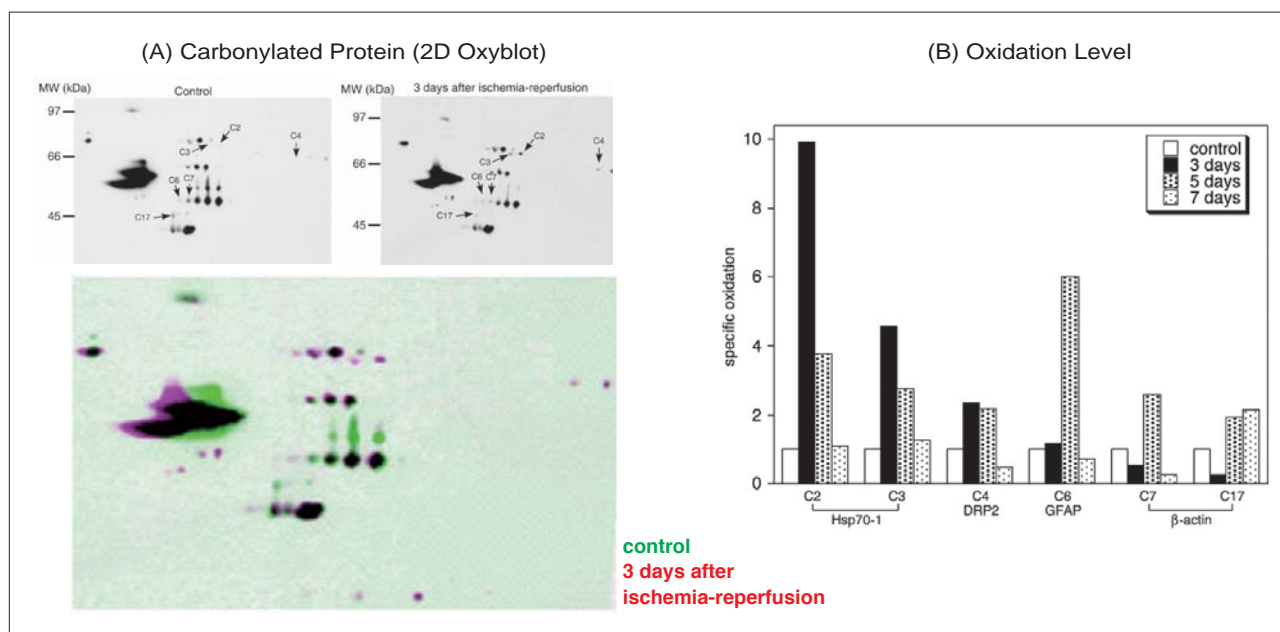 (A) Carbonylated Protein (2D Oxyblot)
MW (kDa)
Control
97
66
45
C2
C3
C4
C6
C7
C17
MW (kDa)
3 days after ischemia-reperfusion
97
66
45
C2
C3
C4
C6
C7
C17
control
3 days after
ischemia-reperfusion
(B) Oxidation Level
specific oxidation
10
8
6
4
2
0
control
3 days
5 days
7 days
C2 C3 C4 C6 C7 C17
Hsp70-1 DRP2 GFAP β-actin